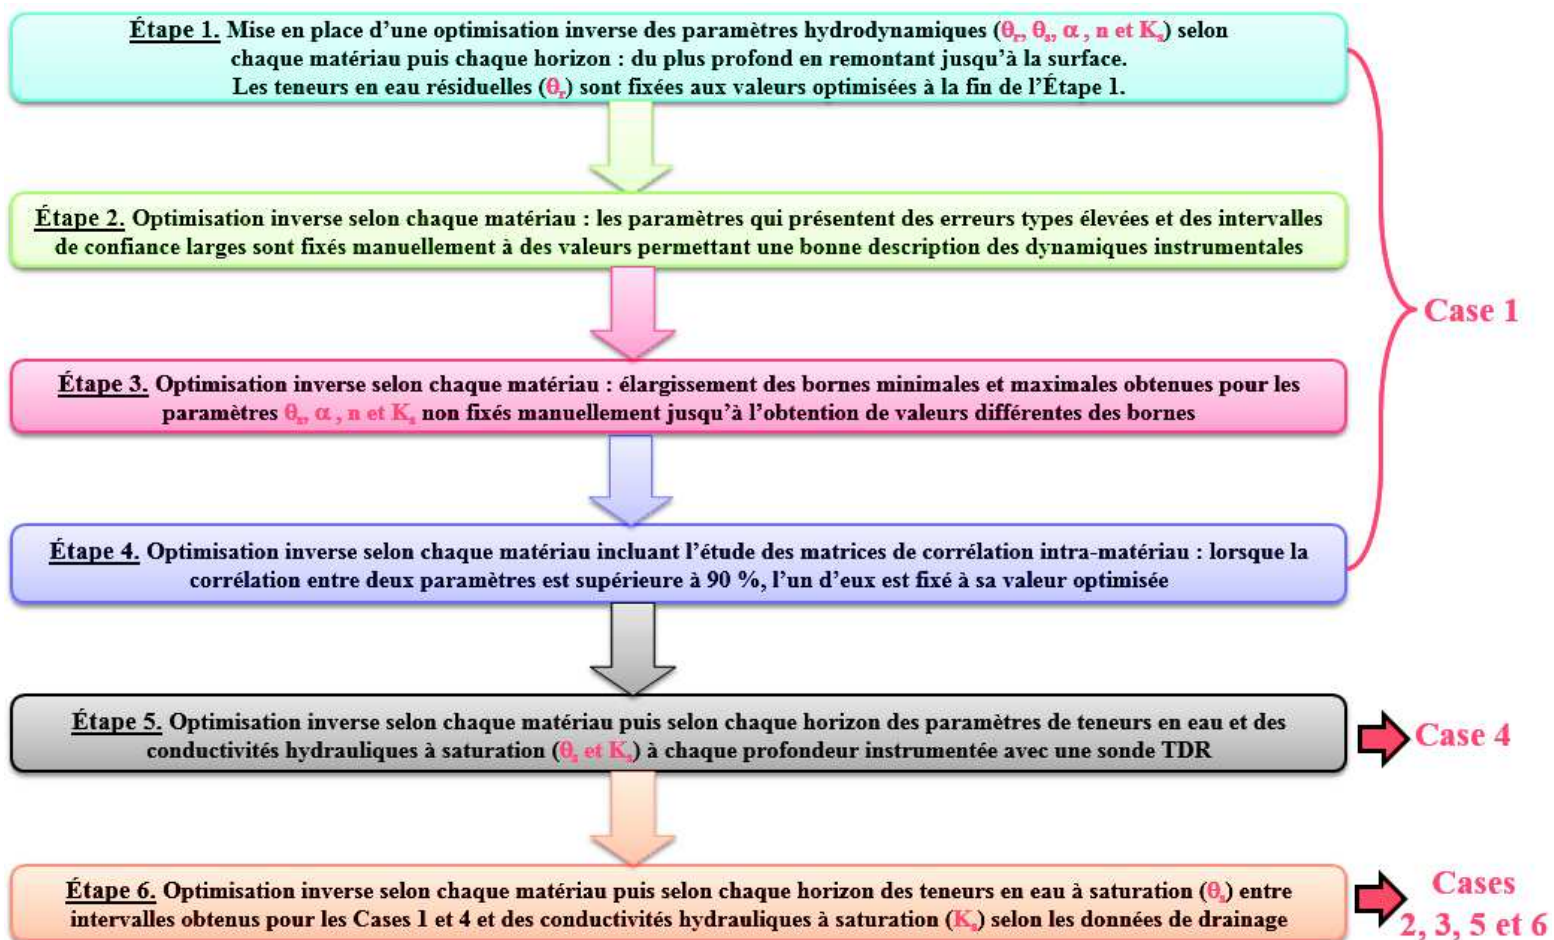 Étape 1. Mise en place d’une optimisation inverse des paramètres hydrodynamiques (θr, θs, α , n et Ks) selon
chaque matériau puis chaque horizon : du plus profond en remontant jusqu’à la surface.
Les teneurs en eau résiduelles (θr) sont fixées aux valeurs optimisées à la fin de l’Étape 1.
Étape 2. Optimisation inverse selon chaque matériau : les paramètres qui présentent des erreurs types élevées et des intervalles
de confiance larges sont fixés manuellement à des valeurs permettant une bonne description des dynamiques instrumentales
Case 1
Étape 3. Optimisation inverse selon chaque matériau : élargissement des bornes minimales et maximales obtenues pour les
paramètres θs, α , n et Ks non fixés manuellement jusqu’à l’obtention de valeurs différentes des bornes
Étape 4. Optimisation inverse selon chaque matériau incluant l’étude des matrices de corrélation intra-matériau : lorsque la
corrélation entre deux paramètres est supérieure à 90 %, l’un d’eux est fixé à sa valeur optimisée
Étape 5. Optimisation inverse selon chaque matériau puis selon chaque horizon des paramètres de teneurs en eau et des
conductivités hydrauliques à saturation (θs et Ks) à chaque profondeur instrumentée avec une sonde TDR
Case 4
Étape 6. Optimisation inverse selon chaque matériau puis selon chaque horizon des teneurs en eau à saturation (θs) entre
intervalles obtenus pour les Cases 1 et 4 et des conductivités hydrauliques à saturation (Ks) selon les données de drainage
Cases
2, 3, 5 et 6